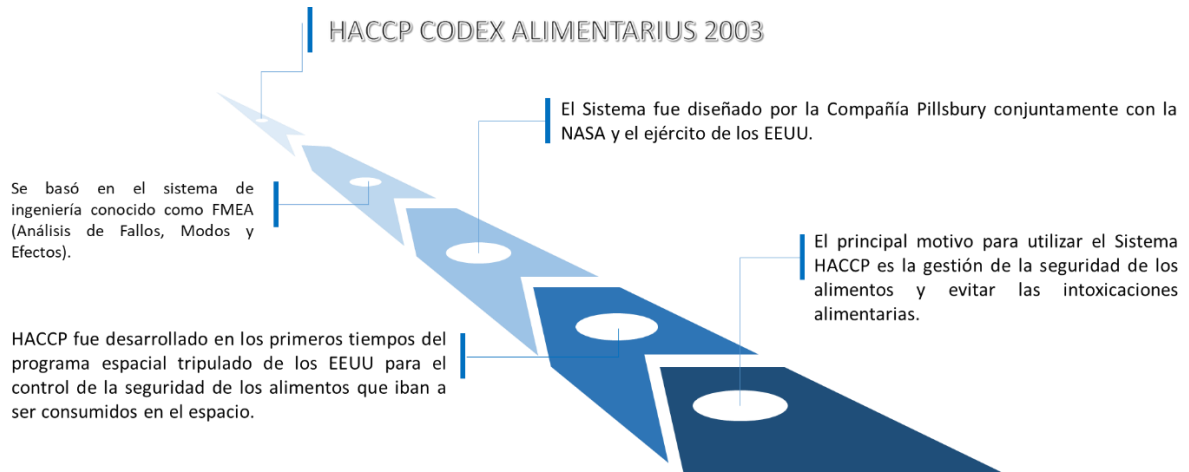 HACCP CODEX ALIMENTARIUS 2003
El Sistema fue diseñado por la Compañía Pillsbury conjuntamente con la
NASA y el ejército de los EEUU.
Se basó en el sistema de
ingeniería conocido como FMEA
(Análisis de Fallos, Modos y
Efectos).
El principal motivo para utilizar el Sistema
HACCP es la gestión de la seguridad de los
alimentos y evitar las intoxicaciones
alimentarias.
HACCP fue desarrollado en los primeros tiempos del
programa espacial tripulado de los EEUU para el
control de la seguridad de los alimentos que iban a
ser consumidos en el espacio.